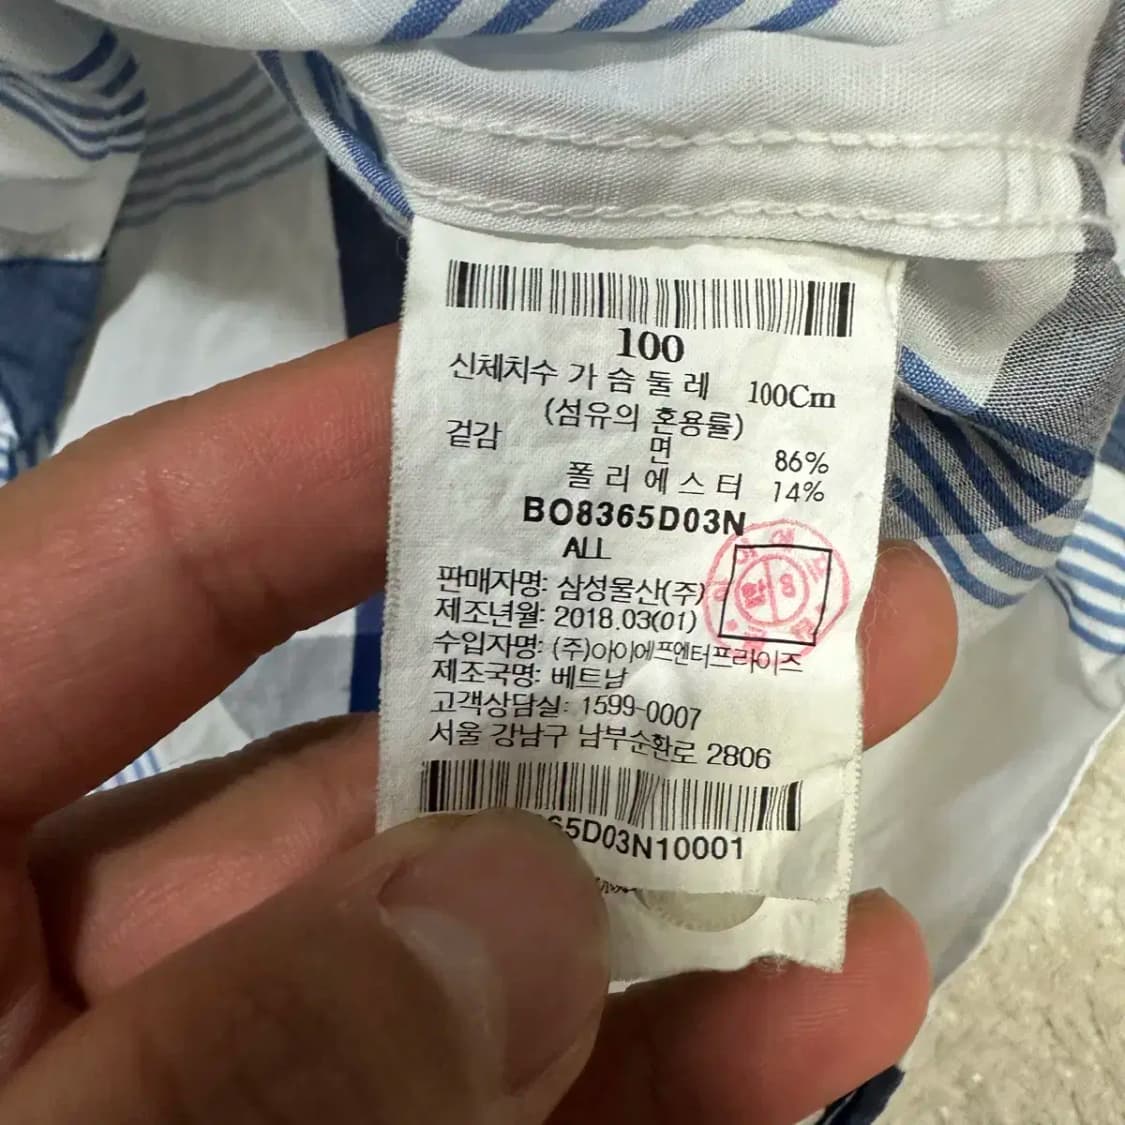 100
신체치수 가 슴 둘 레 100Cm
(섬유의 혼용률)
겉감 면 86%
폴 리 에 스 터 14%
BO8365D03N
ALL
판매자명: 삼성물산(주)
제조년월: 2018.03(01)
수입자명: (주)아이에프엔터프라이즈
제조국명: 베트남
고객상담실: 1599-0007
서울 강남구 남부순환로 2806
65D03N10001